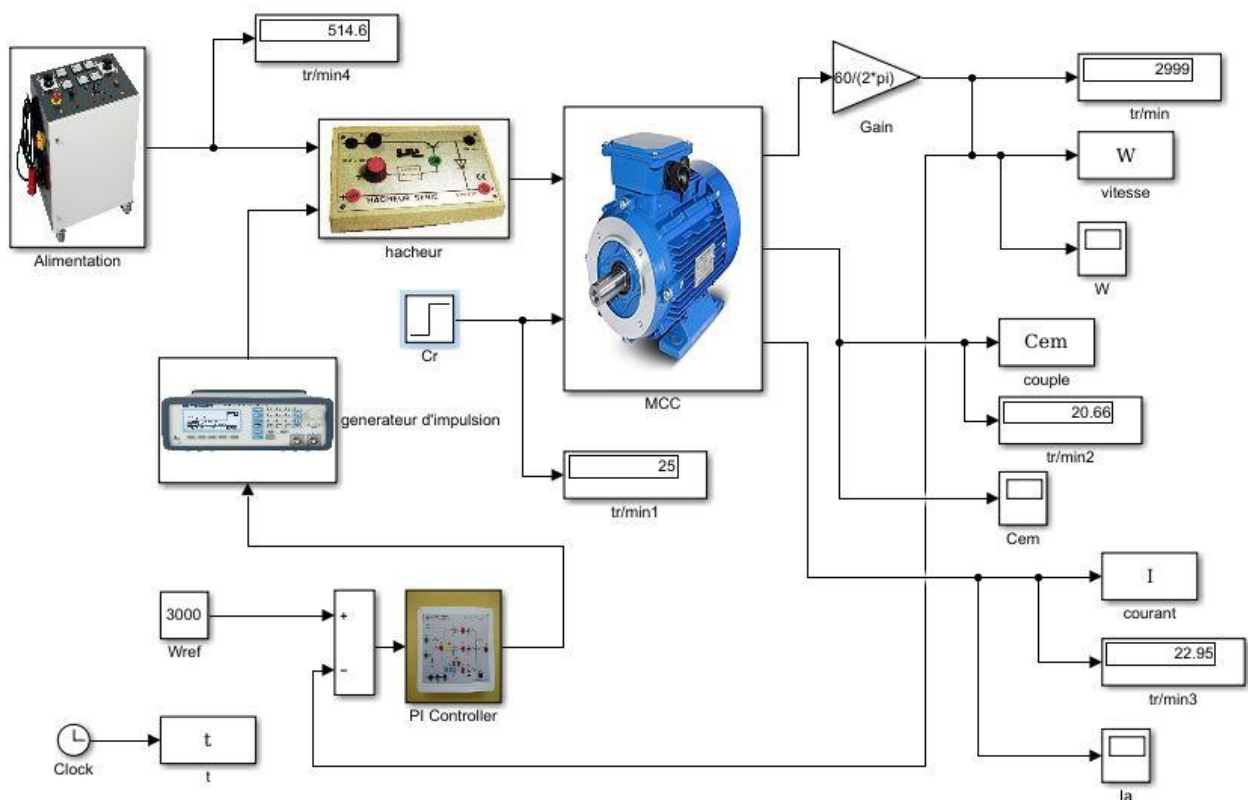 514.6
tr/min4
Alimentation
HACHEUR SERIE
hacheur
60/(2*pi)
Gain
2999
tr/min
W
vitesse
W
Cr
MCC
Cem
couple
20.66
tr/min2
Cem
generateur d'impulsion
25
tr/min1
3000
Wref
+
−
PI Controller
I
courant
22.95
tr/min3
Ia
Clock
t
t